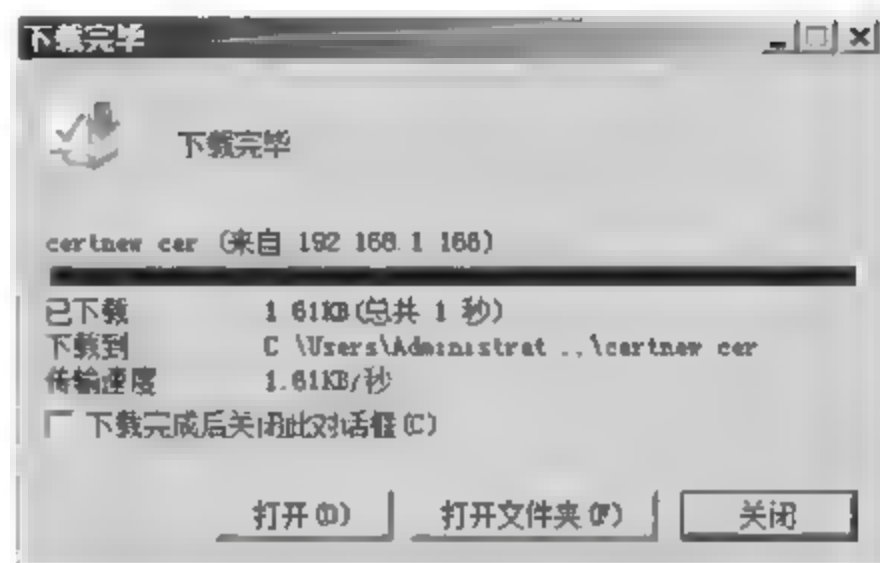 下载完毕
下载完毕
certnew cer (来自 192 168.1 168)
已下载 1 61KB(总共 1 秒)
下载到 C \Users\Administrat ..\certnew cer
传输速度 1.61KB/秒
下载完成后关闭此对话框(C)
打开(O) 打开文件夹(F) 关闭